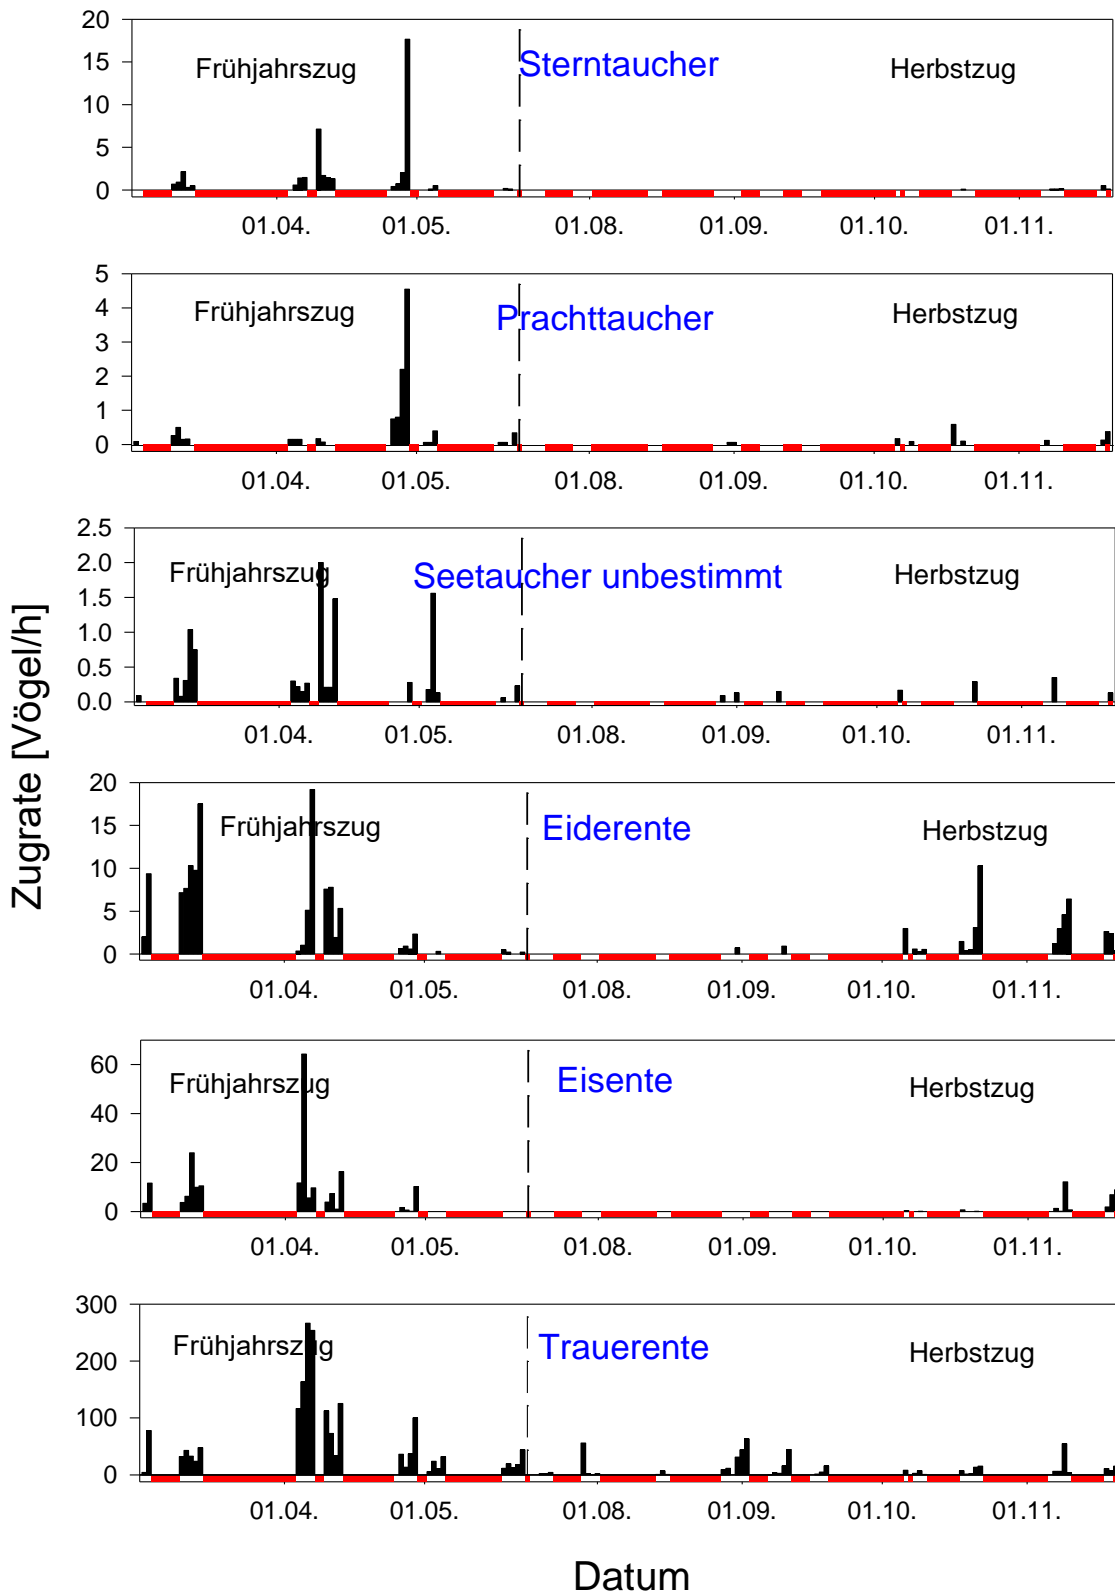 Zugrate [Vögel/h]
20
15
10
5
0
Frühjahrszug Sterntaucher Herbstzug
01.04. 01.05. 01.08. 01.09. 01.10. 01.11.
5
4
3
2
1
0
Frühjahrszug Prachttaucher Herbstzug
01.04. 01.05. 01.08. 01.09. 01.10. 01.11.
2.5
2.0
1.5
1.0
0.5
0.0
Frühjahrszug Seetaucher unbestimmt Herbstzug
01.04. 01.05. 01.08. 01.09. 01.10. 01.11.
20
15
10
5
0
Frühjahrszug Eiderente Herbstzug
01.04. 01.05. 01.08. 01.09. 01.10. 01.11.
60
40
20
0
Frühjahrszug Eisente Herbstzug
01.04. 01.05. 01.08. 01.09. 01.10. 01.11.
300
200
100
0
Frühjahrszug Trauerente Herbstzug
01.04. 01.05. 01.08. 01.09. 01.10. 01.11.
Datum